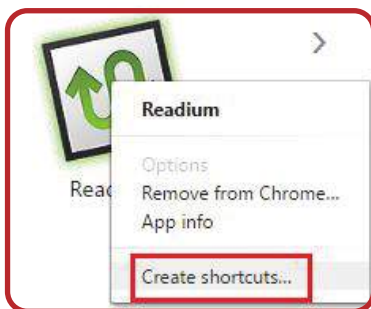 Readium
Options
Remove from Chrome...
App info
Create shortcuts...